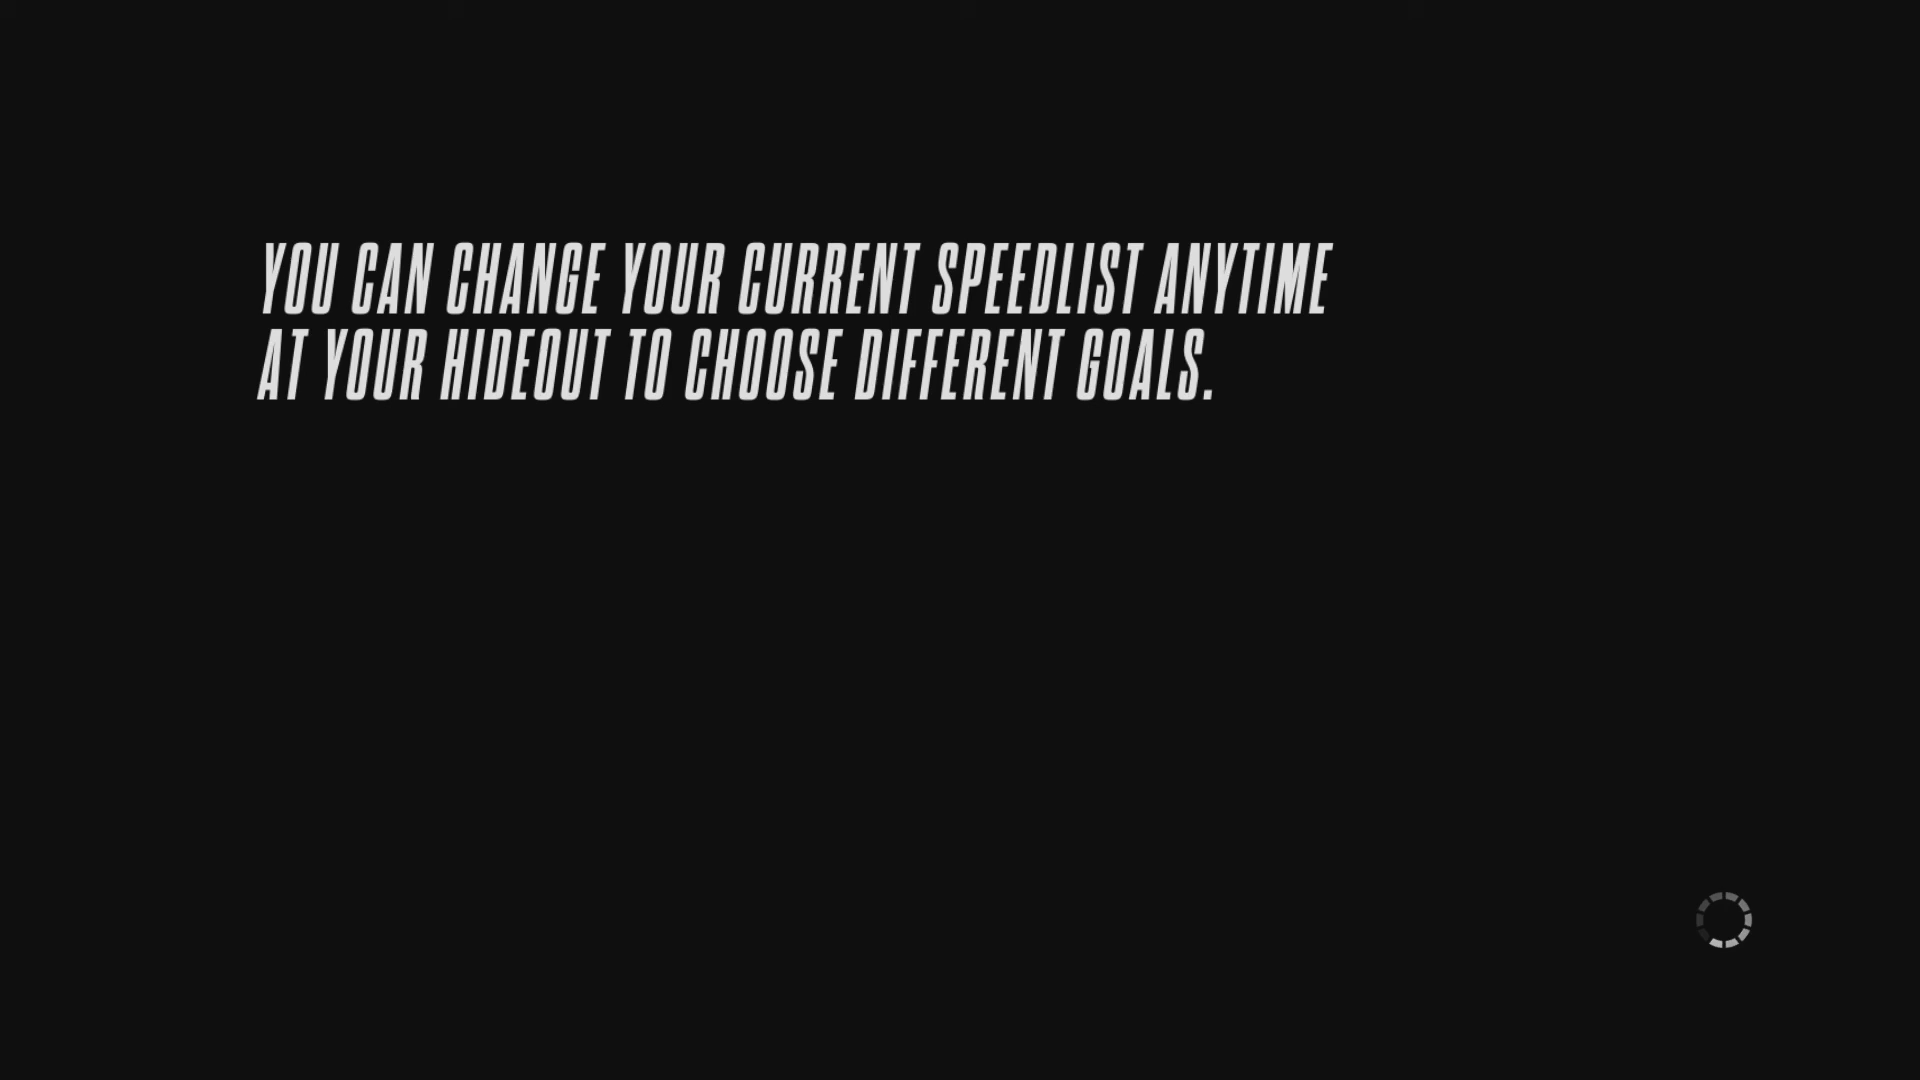 YOU CAN CHANGE YOUR CURRENT SPEEDLIST ANYTIME
AT YOUR HIDEOUT TO CHOOSE DIFFERENT GOALS.